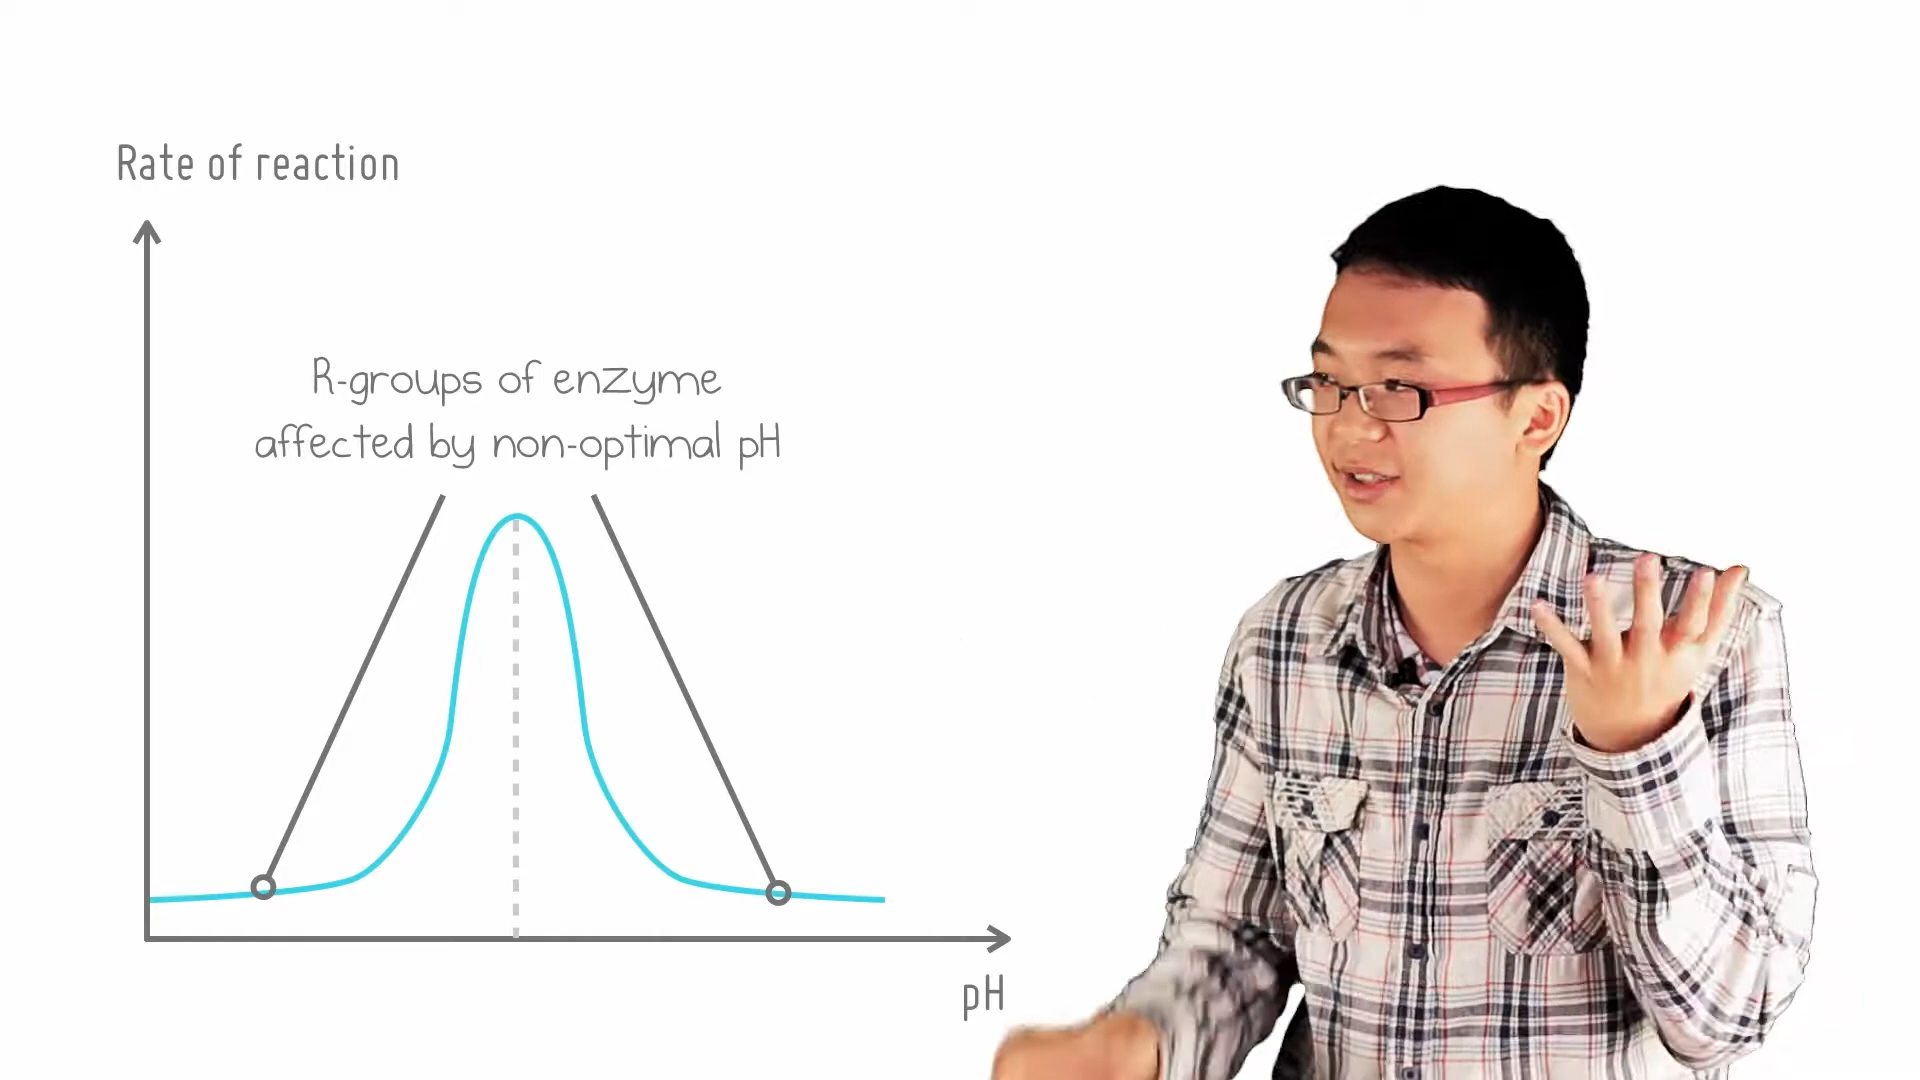 Rate of reaction
R-groups of enzyme
affected by non-optimal pH
pH